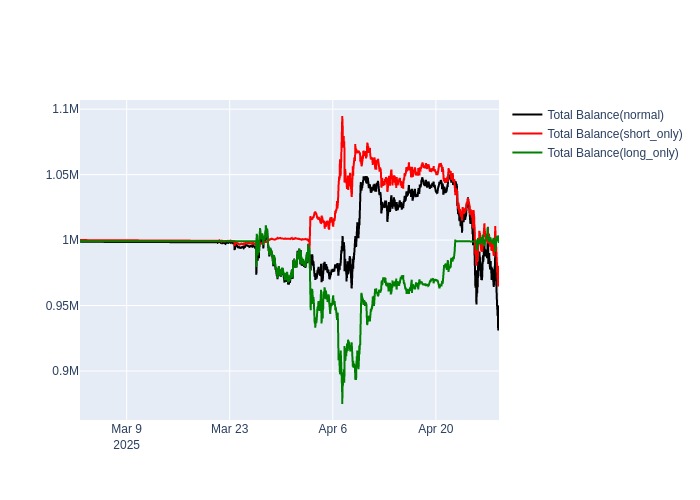 1.1M
1.05M
1M
0.95M
0.9M
Mar 9
2025
Mar 23
Apr 6
Apr 20
Total Balance(normal)
Total Balance(short_only)
Total Balance(long_only)